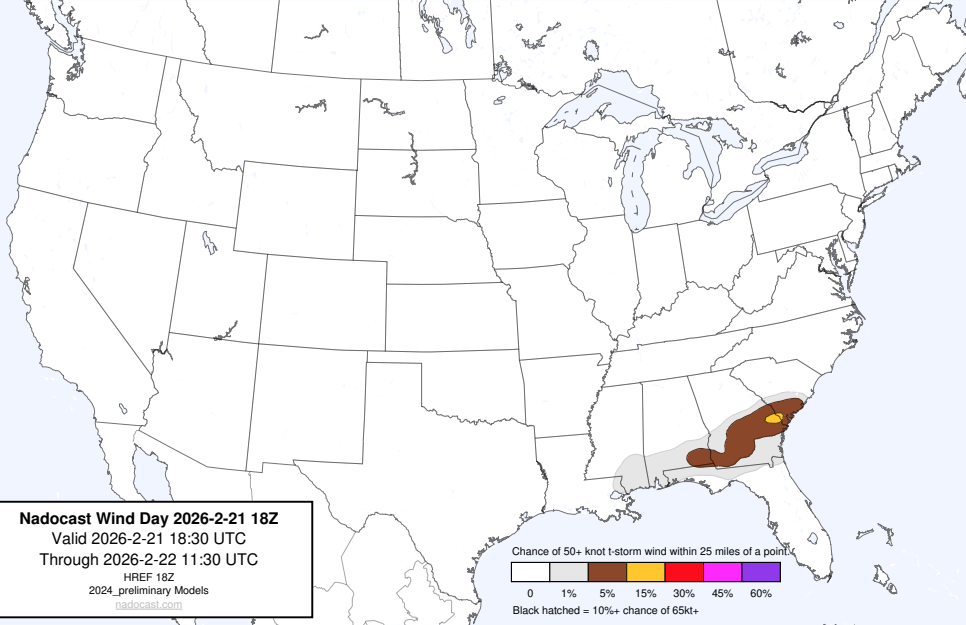 Nadocast Wind Day 2026-2-21 18Z
Valid 2026-2-21 18:30 UTC
Through 2026-2-22 11:30 UTC
HREF 18Z
2024_preliminary Models
nadocast.com
Chance of 50+ knot t-storm wind within 25 miles of a point.
0 1% 5% 15% 30% 45% 60%
Black hatched = 10%+ chance of 65kt+